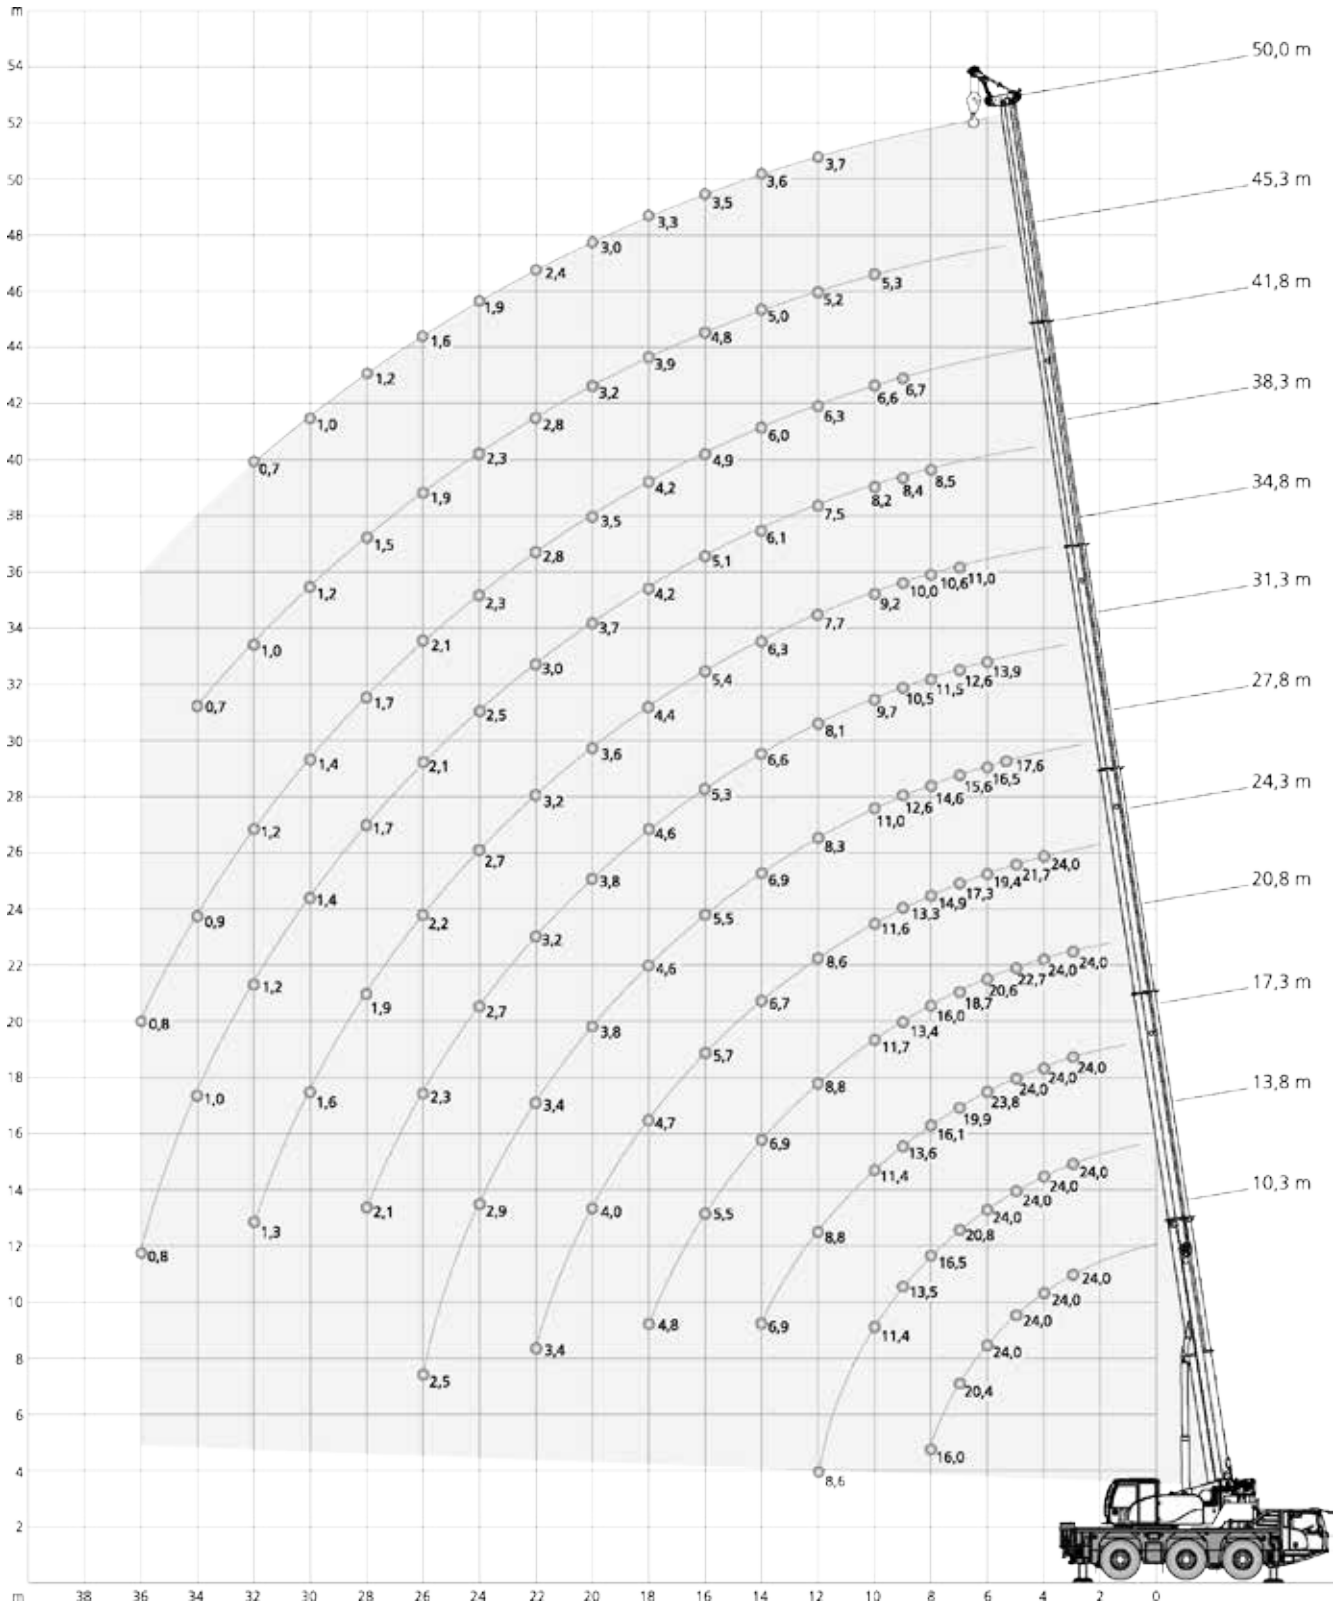 m
54
52
50
48
46
44
42
40
38
36
34
32
30
28
26
24
22
20
18
16
14
12
10
8
6
4
2
50,0 m
45,3 m
41,8 m
38,3 m
34,8 m
31,3 m
27,8 m
24,3 m
20,8 m
17,3 m
13,8 m
10,3 m
0,7 1,0 1,2 1,6 1,9 2,4 3,0 3,3 3,5 3,6 3,7
0,7 1,0 1,2 1,5 1,9 2,3 2,8 3,2 3,9 4,8 5,0 5,2 5,3
0,8 0,9 1,2 1,4 1,7 2,1 2,3 2,8 3,5 4,2 4,9 6,0 6,3 6,6 6,7
0,8 1,0 1,2 1,4 1,7 2,1 2,5 3,0 3,7 4,2 5,1 6,1 7,5 8,2 8,4 8,5
1,3 1,6 1,9 2,2 2,7 3,2 3,6 4,4 5,4 6,3 7,7 9,2 10,0 10,6 11,0
2,1 2,3 2,7 3,2 3,8 4,6 5,3 6,6 8,1 9,7 10,5 11,5 12,6 13,9
2,5 2,9 3,4 3,8 4,6 5,5 6,9 8,3 11,0 12,6 14,6 15,6 16,5 17,6
3,4 4,0 4,7 5,7 6,7 8,6 11,6 13,3 14,9 17,3 19,4 21,7 24,0
4,8 5,5 6,9 8,8 11,7 13,4 16,0 18,7 20,6 22,7 24,0 24,0
6,9 8,8 11,4 13,6 16,1 19,9 23,8 24,0 24,0 24,0
8,6 11,4 13,5 16,5 20,8 24,0 24,0 24,0 24,0
16,0 20,4 24,0 24,0 24,0 24,0
m 38 36 34 32 30 28 26 24 22 20 18 16 14 12 10 8 6 4 2 0